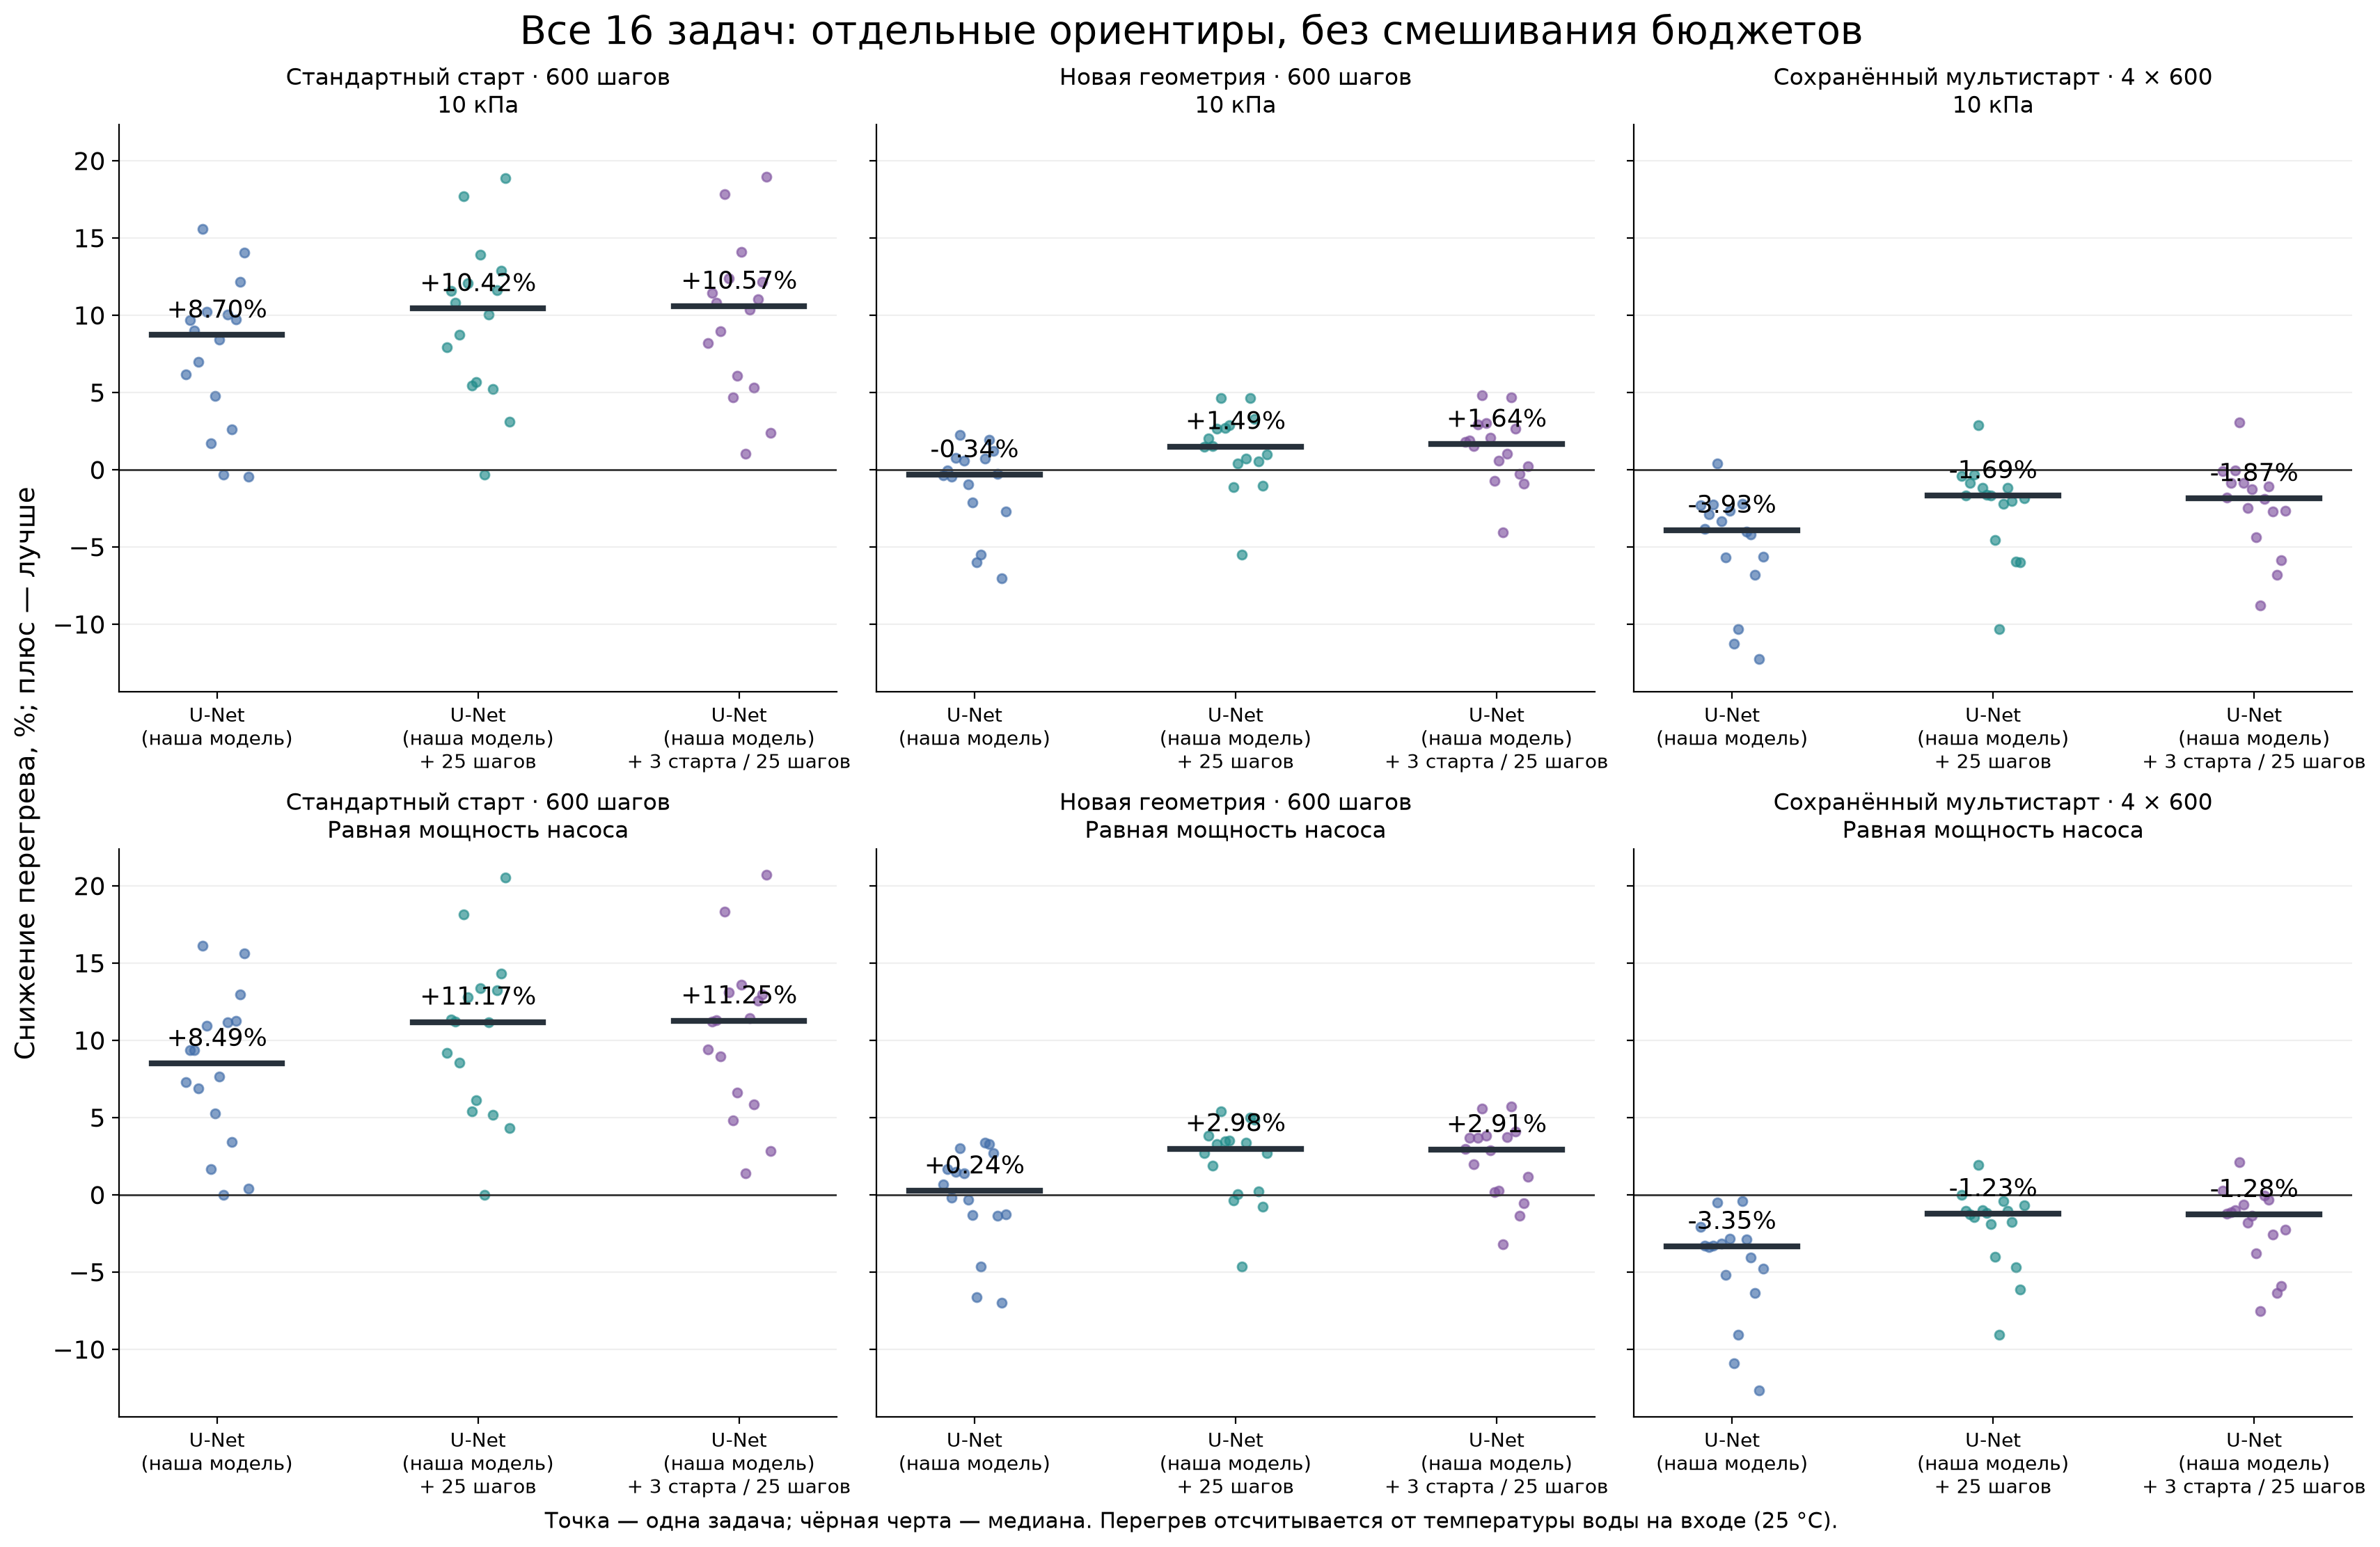 Все 16 задач: отдельные ориентиры, без смешивания бюджетов
Снижение перегрева, %; плюс — лучше
Стандартный старт · 600 шагов
10 кПа
20
15
10
5
0
−5
−10
+8.70%
+10.42%
+10.57%
U-Net
(наша модель)
U-Net
(наша модель)
+ 25 шагов
U-Net
(наша модель)
+ 3 старта / 25 шагов
Новая геометрия · 600 шагов
10 кПа
-0.34%
+1.49%
+1.64%
U-Net
(наша модель)
U-Net
(наша модель)
+ 25 шагов
U-Net
(наша модель)
+ 3 старта / 25 шагов
Сохранённый мультистарт · 4 × 600
10 кПа
-3.93%
-1.69%
-1.87%
U-Net
(наша модель)
U-Net
(наша модель)
+ 25 шагов
U-Net
(наша модель)
+ 3 старта / 25 шагов
Стандартный старт · 600 шагов
Равная мощность насоса
20
15
10
5
0
−5
−10
+8.49%
+11.17%
+11.25%
U-Net
(наша модель)
U-Net
(наша модель)
+ 25 шагов
U-Net
(наша модель)
+ 3 старта / 25 шагов
Новая геометрия · 600 шагов
Равная мощность насоса
+0.24%
+2.98%
+2.91%
U-Net
(наша модель)
U-Net
(наша модель)
+ 25 шагов
U-Net
(наша модель)
+ 3 старта / 25 шагов
Сохранённый мультистарт · 4 × 600
Равная мощность насоса
-3.35%
-1.23%
-1.28%
U-Net
(наша модель)
U-Net
(наша модель)
+ 25 шагов
U-Net
(наша модель)
+ 3 старта / 25 шагов
Точка — одна задача; чёрная черта — медиана. Перегрев отсчитывается от температуры воды на входе (25 °C).